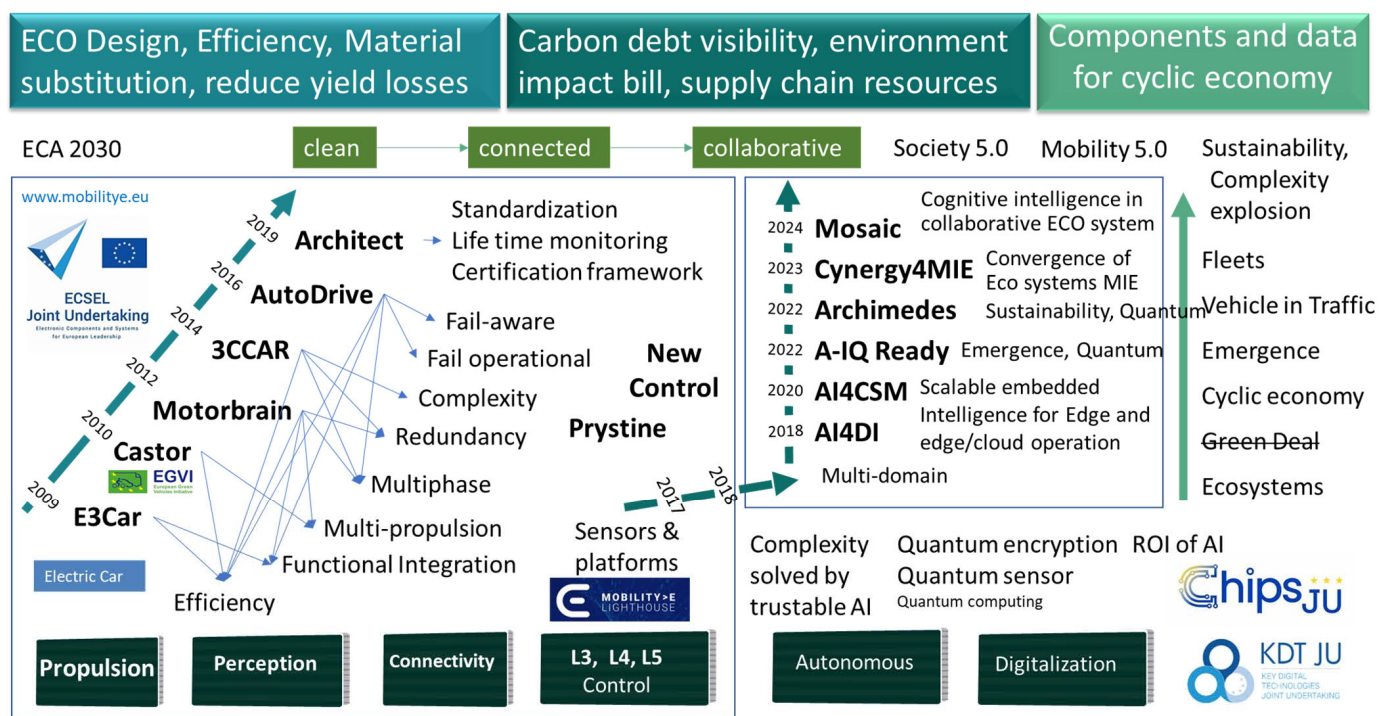 ECO Design, Efficiency, Material
substitution, reduce yield losses
Carbon debt visibility, environment
impact bill, supply chain resources
Components and data
for cyclic economy
ECA 2030
clean
connected
collaborative
Society 5.0
Mobility 5.0
Sustainability,
Complexity
explosion
www.mobilitye.eu
ECSEL
Joint Undertaking
Electronic Components and Systems
for European Leadership
2019
2016
2014
2012
2010
2009
Architect
Standardization
Life time monitoring
Certification framework
AutoDrive
Fail-aware
3CCAR
Fail operational
Complexity
Motorbrain
Redundancy
Castor
EGVI
European Green
Vehicles Initiative
Multiphase
E3Car
Multi-propulsion
Functional Integration
Electric Car
Efficiency
New
Control
Prystine
2017
2018
Sensors &
platforms
MOBILITY>E
LIGHTHOUSE
2024
Mosaic
Cognitive intelligence in
collaborative ECO system
2023
Cynergy4MIE
Convergence of
Eco systems MIE
2022
Archimedes
Sustainability, Quantum
2022
A-IQ Ready
Emergence, Quantum
2020
AI4CSM
Scalable embedded
Intelligence for Edge and
edge/cloud operation
2018
AI4DI
Multi-domain
Fleets
Vehicle in Traffic
Emergence
Cyclic economy
Green Deal
Ecosystems
Complexity
solved by
trustable AI
Quantum encryption
Quantum sensor
Quantum computing
ROI of AI
Chips JU
Propulsion
Perception
Connectivity
L3, L4, L5
Control
Autonomous
Digitalization
KDT JU
KEY DIGITAL
TECHNOLOGIES
JOINT UNDERTAKING